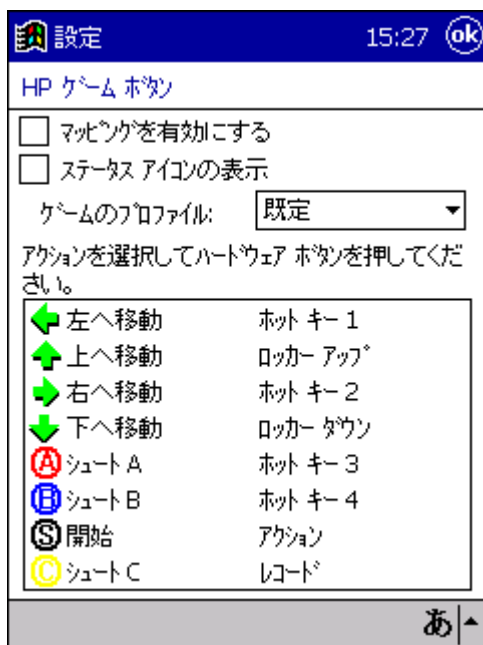 設定 15:27 ok
HP ゲーム ボタン
マッピングを有効にする
ステータス アイコンの表示
ゲームのプロファイル: 既定
アクションを選択してハードウェア ボタンを押してくだ
さい。
左へ移動 ホット キー 1
上へ移動 ロッカー アップ
右へ移動 ホット キー 2
下へ移動 ロッカー ダウン
A シュート A ホット キー 3
B シュート B ホット キー 4
S 開始 アクション
C シュート C レコード
あ